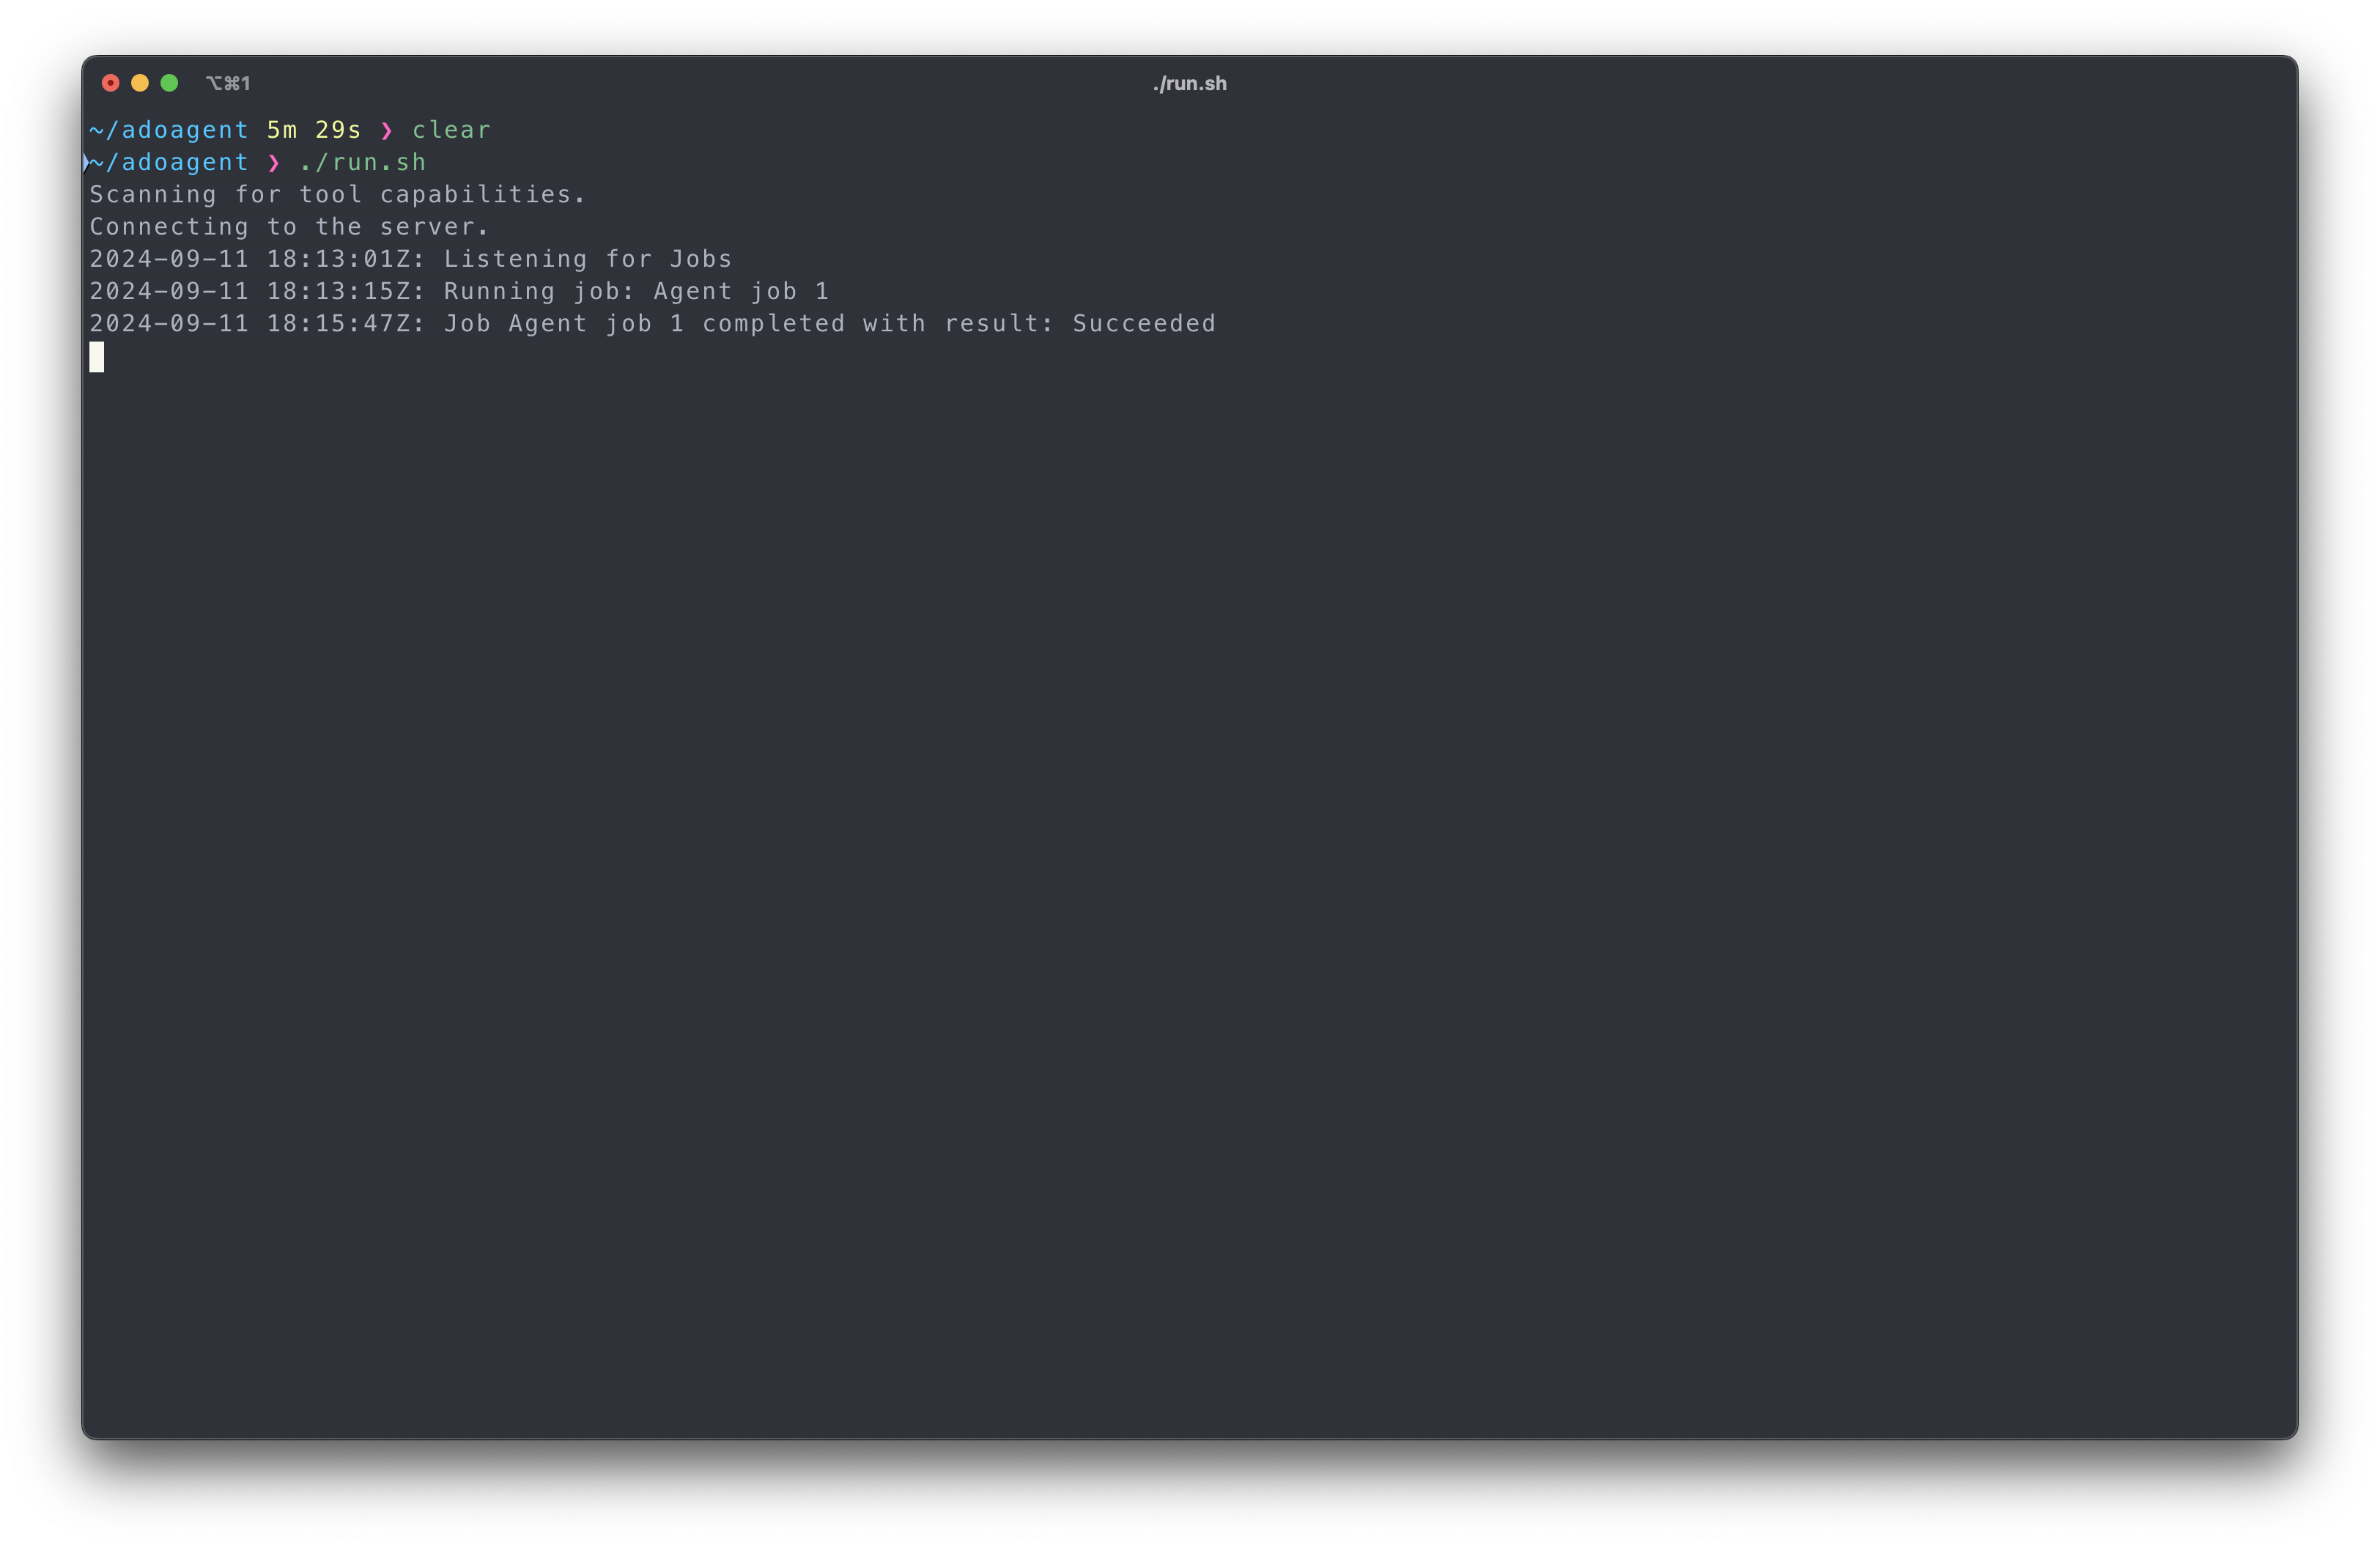 ⌥⌘1 ./run.sh
~/adoagent 5m 29s ❯ clear
~/adoagent ❯ ./run.sh
Scanning for tool capabilities.
Connecting to the server.
2024-09-11 18:13:01Z: Listening for Jobs
2024-09-11 18:13:15Z: Running job: Agent job 1
2024-09-11 18:15:47Z: Job Agent job 1 completed with result: Succeeded